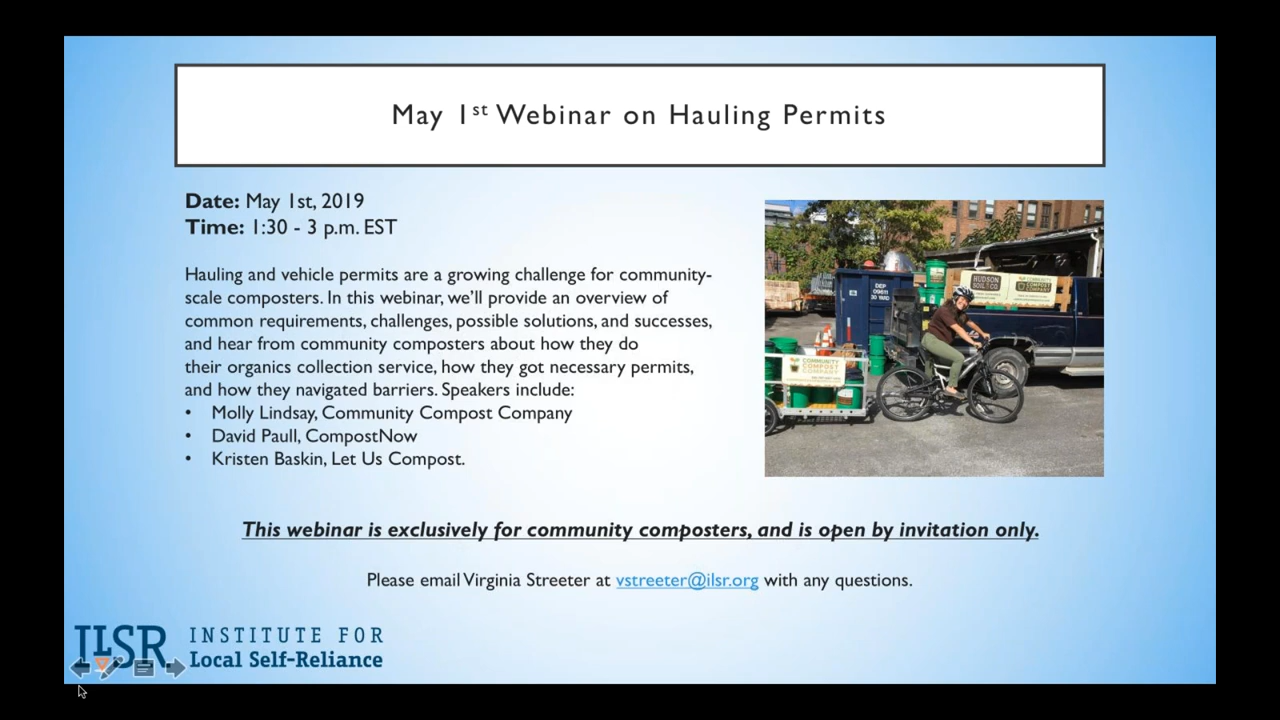 May 1st Webinar on Hauling Permits
Date: May 1st, 2019
Time: 1:30 - 3 p.m. EST
Hauling and vehicle permits are a growing challenge for community-
scale composters. In this webinar, we'll provide an overview of
common requirements, challenges, possible solutions, and successes,
and hear from community composters about how they do
their organics collection service, how they got necessary permits,
and how they navigated barriers. Speakers include:
• Molly Lindsay, Community Compost Company
• David Paull, CompostNow
• Kristen Baskin, Let Us Compost.
DEP
30 YARD
HUDSON
SOIL CO
COMMUNITY
COMPOST
COMMUNITY
COMPOST
COMPANY
This webinar is exclusively for community composters, and is open by invitation only.
Please email Virginia Streeter at vstreeter@ilsr.org with any questions.
ILSR INSTITUTE FOR
Local Self-Reliance